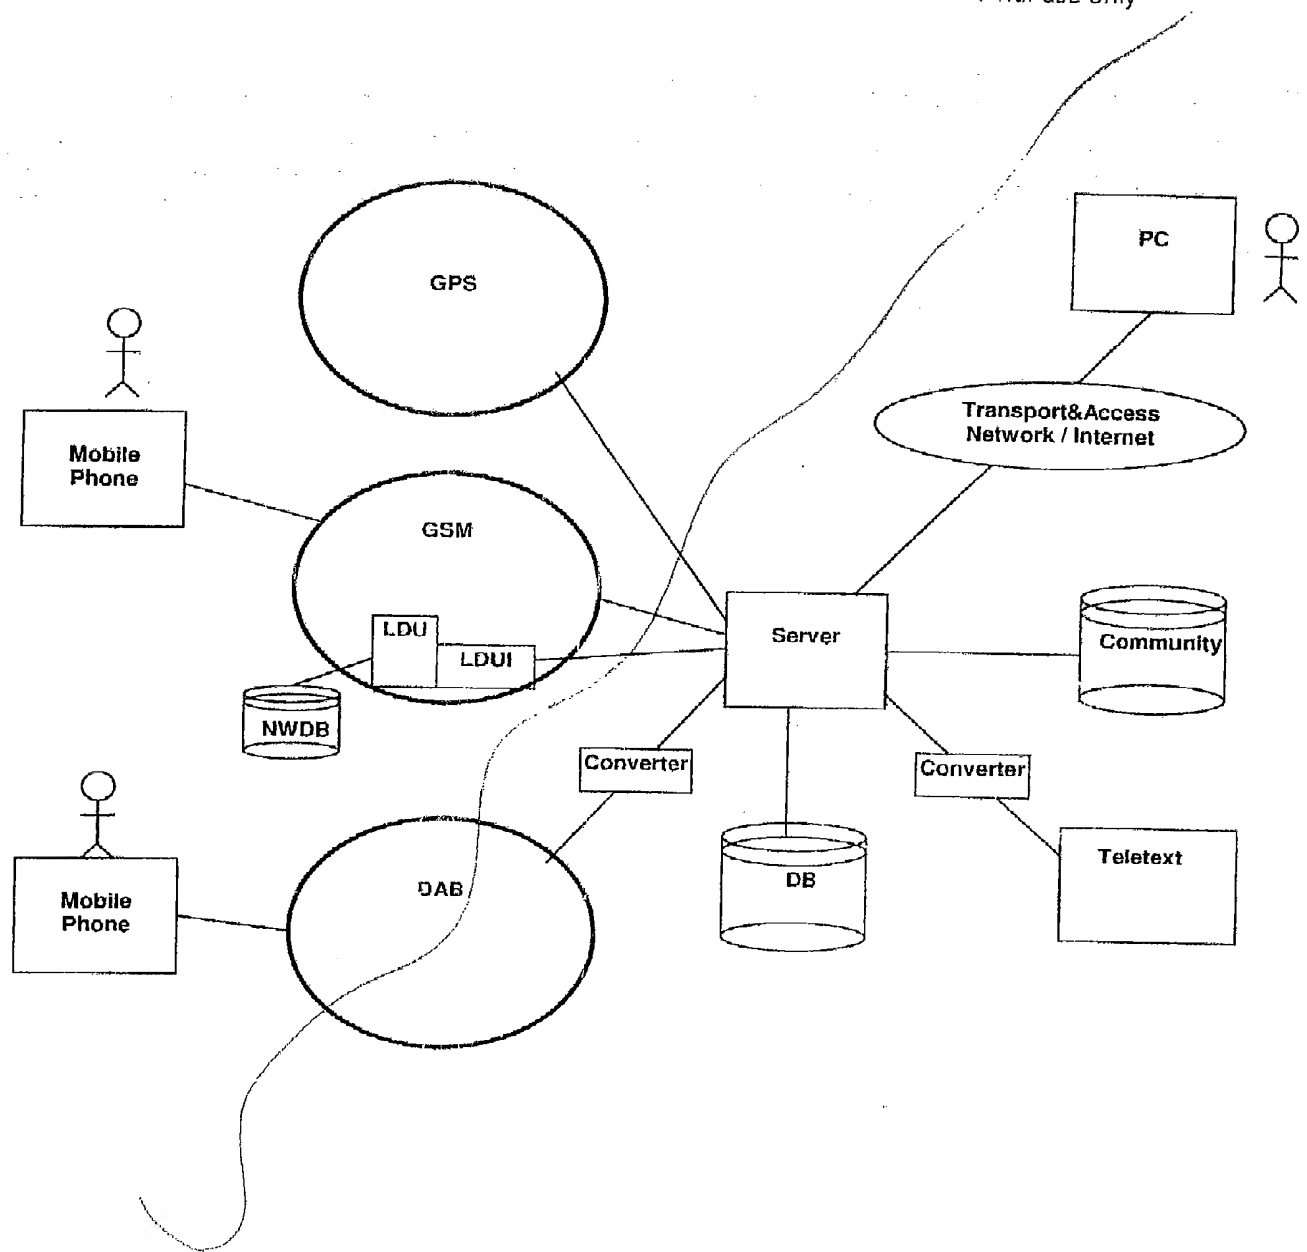 only
PC
GPS
Transport&Access
Network / Internet
Mobile
Phone
GSM
LDU
LDUI
Server
Community
NWDB
Converter
Converter
Teletext
DB
DAB
Mobile
Phone